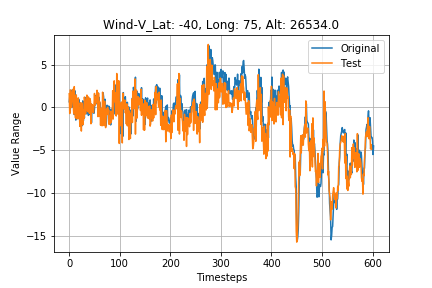 Wind-V_Lat: -40, Long: 75, Alt: 26534.0
Original
Test
Value Range
5
0
−5
−10
−15
0 100 200 300 400 500 600
Timesteps